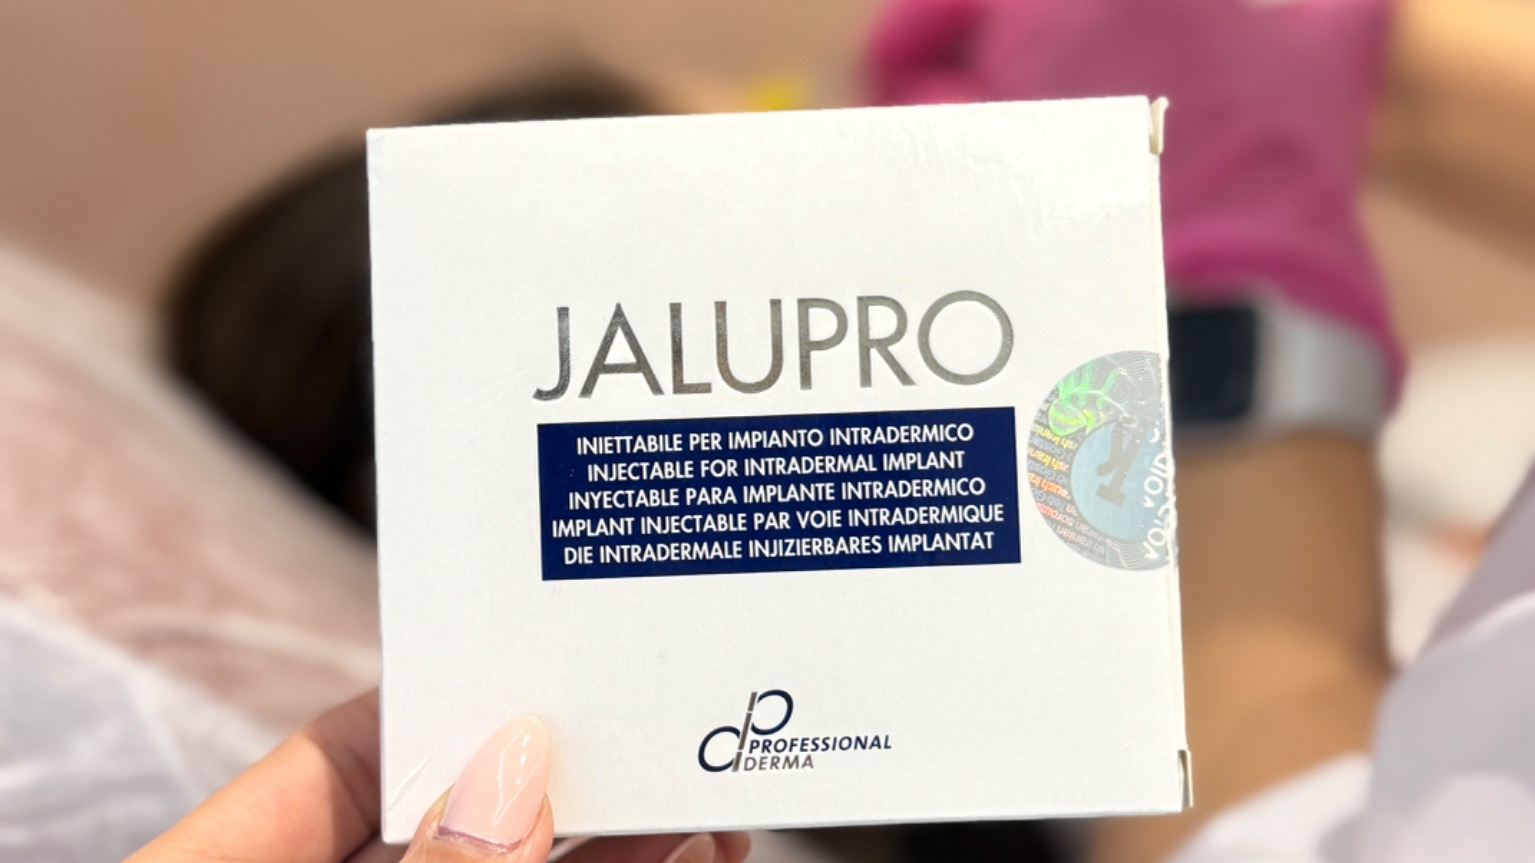 JALUPRO
INIETTABILE PER IMPIANTO INTRADERMICO
INJECTABLE FOR INTRADERMAL IMPLANT
INYECTABLE PARA IMPLANTE INTRADERMICO
IMPLANT INJECTABLE PAR VOIE INTRADERMIQUE
DIE INTRADERMALE INJIZIERBARES IMPLANTAT
dp PROFESSIONAL
DERMA